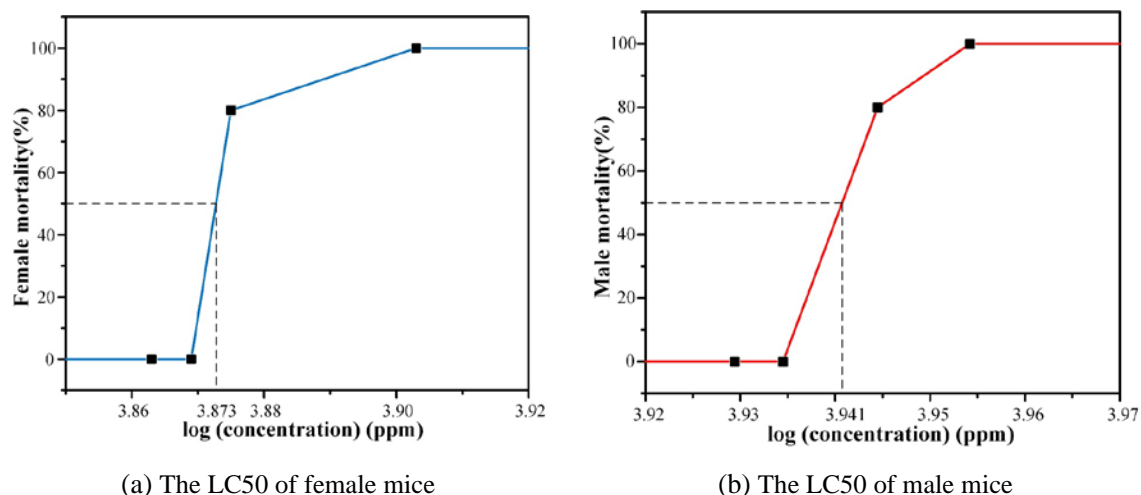 Female mortality(%)
100
80
60
40
20
0
3.86 3.873 3.88 3.90 3.92
log (concentration) (ppm)
(a) The LC50 of female mice
Male mortality(%)
100
80
60
40
20
0
3.92 3.93 3.941 3.95 3.96 3.97
log (concentration) (ppm)
(b) The LC50 of male mice